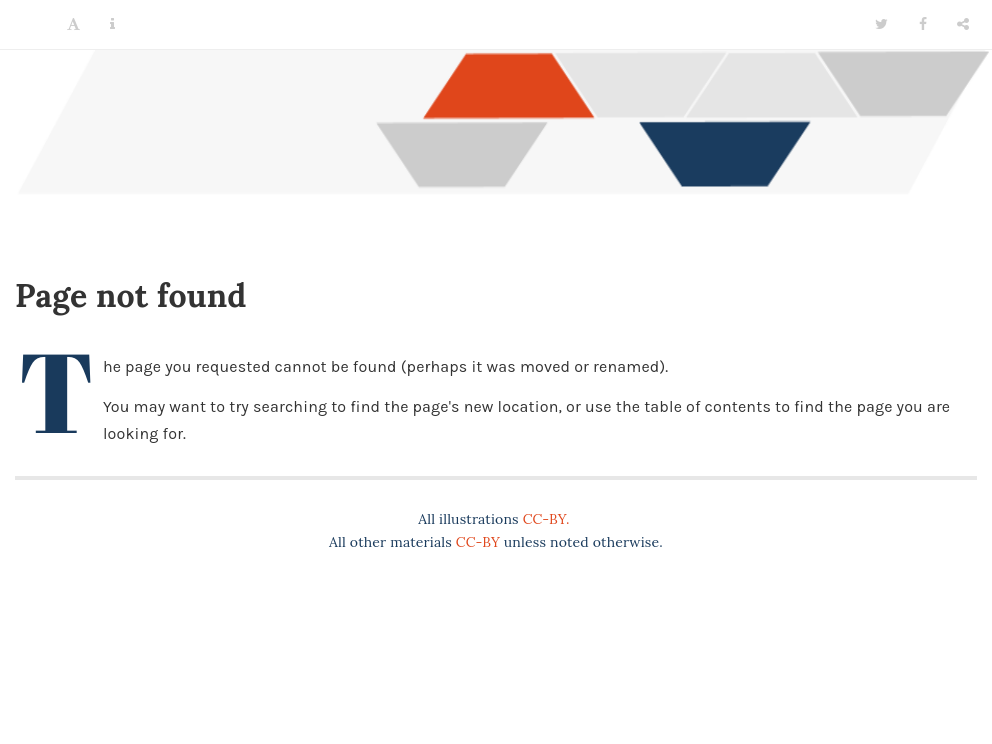 A
Page not found
The page you requested cannot be found (perhaps it was moved or renamed).
You may want to try searching to find the page's new location, or use the table of contents to find the page you are
looking for.
All illustrations CC-BY.
All other materials CC-BY unless noted otherwise.